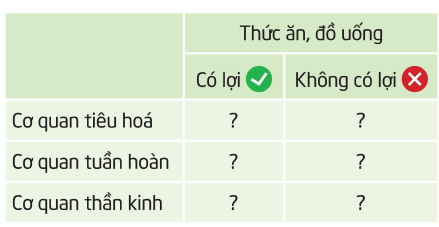 Thức ăn, đồ uống
Có lợi Không có lợi
Cơ quan tiêu hoá ? ?
Cơ quan tuần hoàn ? ?
Cơ quan thần kinh ? ?